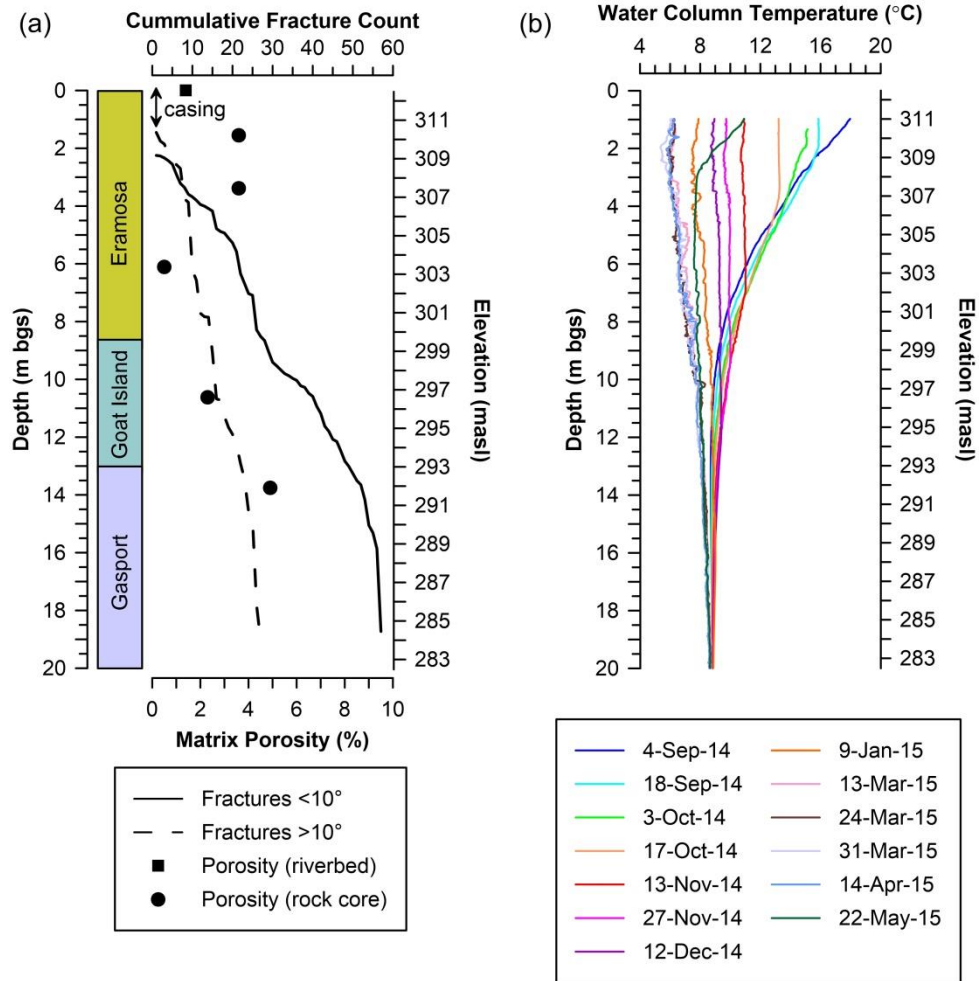 (a)
Cummulative Fracture Count
0 10 20 30 40 50 60
casing
0
2
4
6
8
10
12
14
16
18
20
Depth (m bgs)
Eramosa
Goat Island
Gasport
311
309
307
305
303
301
299
297
295
293
291
289
287
285
283
Elevation (masl)
0 2 4 6 8 10
Matrix Porosity (%)
Fractures <10°
Fractures >10°
Porosity (riverbed)
Porosity (rock core)
(b)
Water Column Temperature (°C)
4 8 12 16 20
0
2
4
6
8
10
12
14
16
18
20
Depth (m bgs)
311
309
307
305
303
301
299
297
295
293
291
289
287
285
283
Elevation (masl)
4-Sep-14
18-Sep-14
3-Oct-14
17-Oct-14
13-Nov-14
27-Nov-14
12-Dec-14
9-Jan-15
13-Mar-15
24-Mar-15
31-Mar-15
14-Apr-15
22-May-15